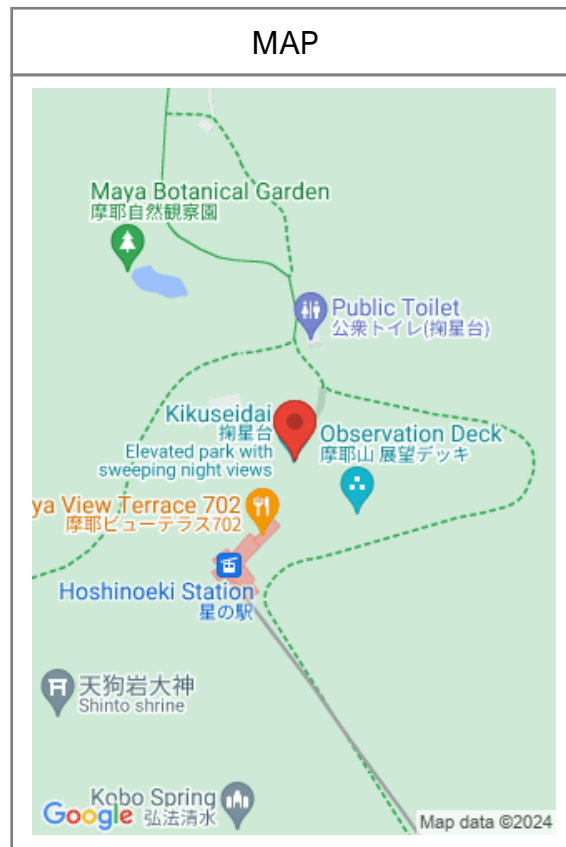 MAP
Maya Botanical Garden
摩耶自然観察園
Public Toilet
公衆トイレ(掬星台)
Kikuseidai
掬星台
Elevated park with
sweeping night views
Observation Deck
摩耶山 展望デッキ
ya View Terrace 702
摩耶ビューテラス702
Hoshinoeki Station
星の駅
天狗岩大神
Shinto shrine
Kobo Spring
弘法清水
Google
Map data ©2024